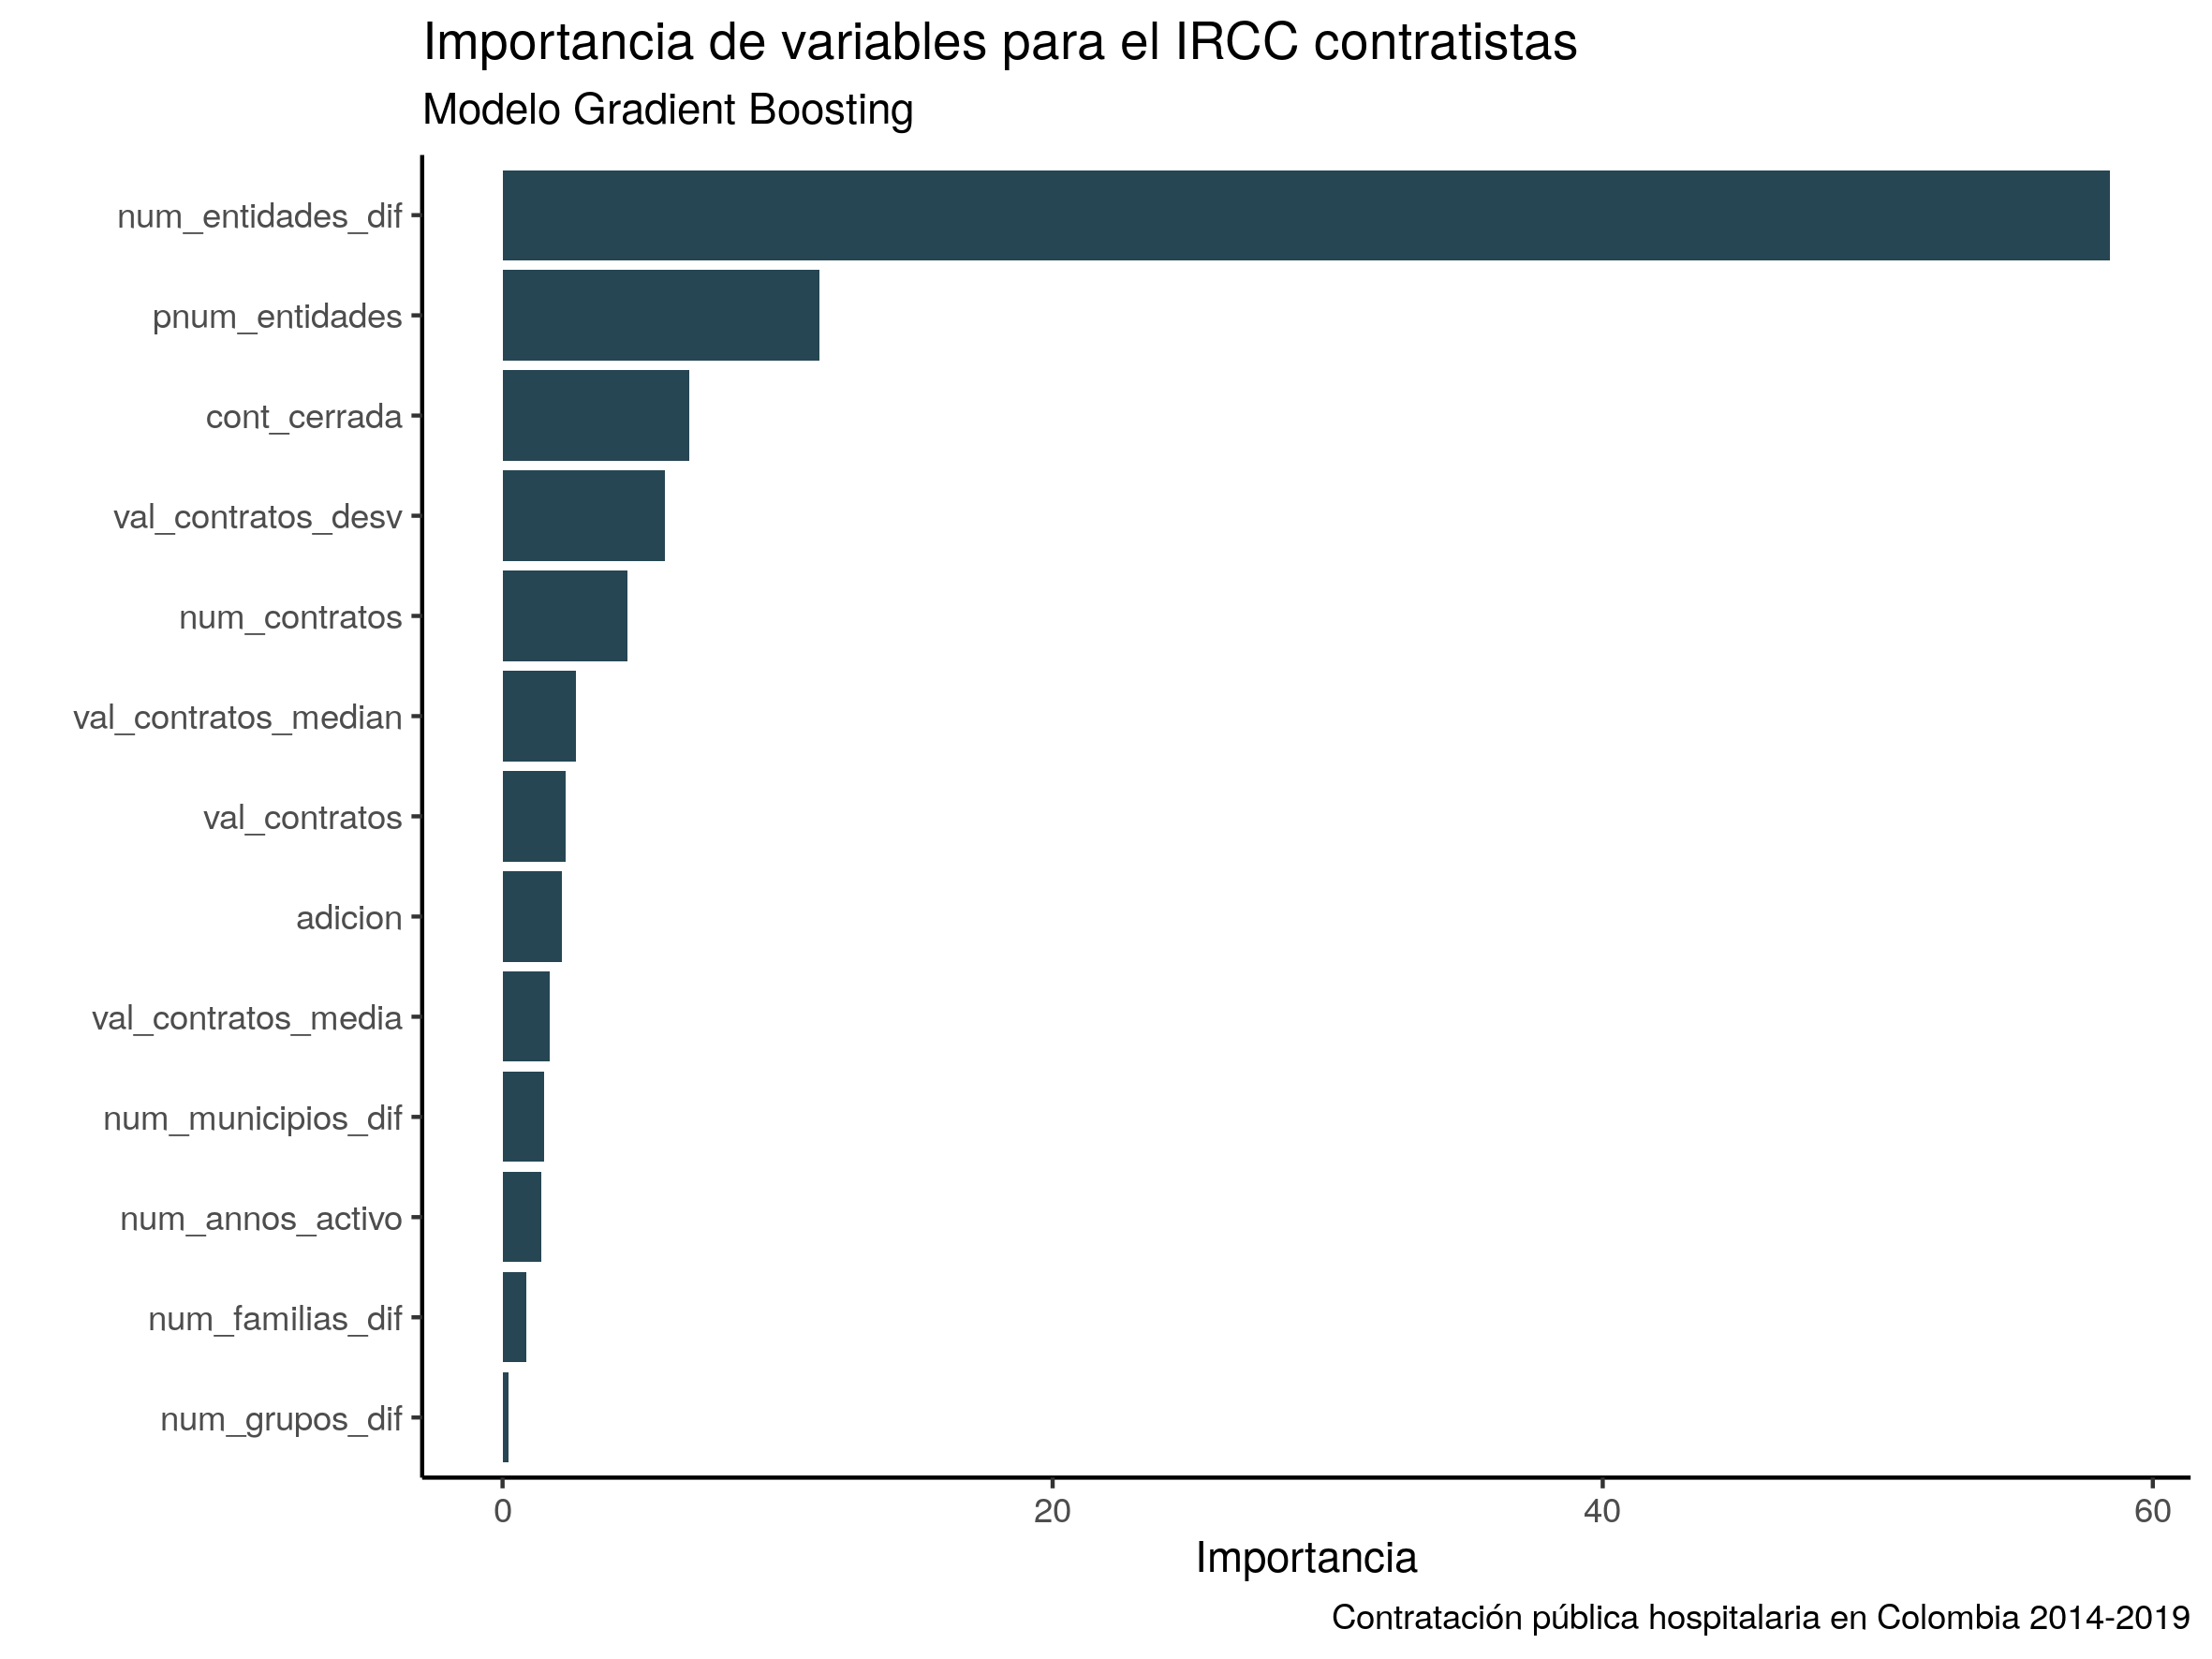 Importancia de variables para el IRCC contratistas
Modelo Gradient Boosting
num_entidades_dif
pnum_entidades
cont_cerrada
val_contratos_desv
num_contratos
val_contratos_median
val_contratos
adicion
val_contratos_media
num_municipios_dif
num_annos_activo
num_familias_dif
num_grupos_dif
0 20 40 60
Importancia
Contratación pública hospitalaria en Colombia 2014-2019